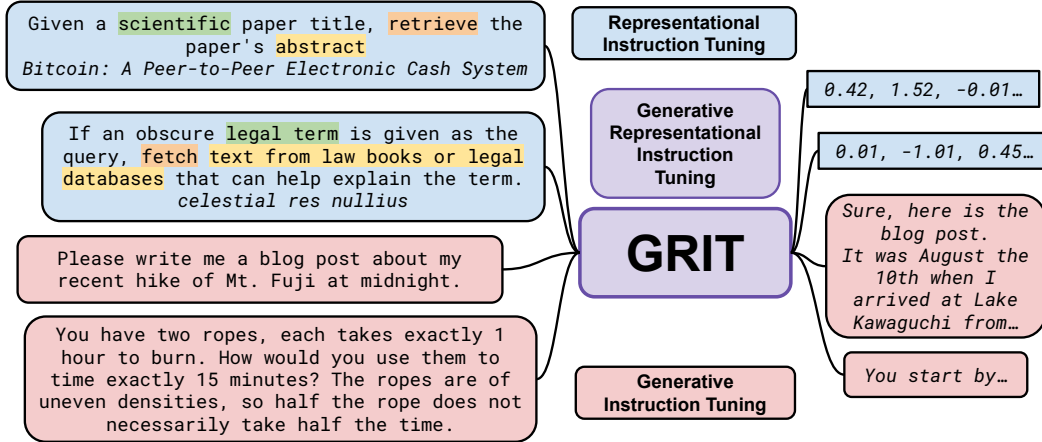 Given a scientific paper title, retrieve the
paper's abstract
Bitcoin: A Peer-to-Peer Electronic Cash System
If an obscure legal term is given as the
query, fetch text from law books or legal
databases that can help explain the term.
celestial res nullius
Please write me a blog post about my
recent hike of Mt. Fuji at midnight.
You have two ropes, each takes exactly 1
hour to burn. How would you use them to
time exactly 15 minutes? The ropes are of
uneven densities, so half the rope does not
necessarily take half the time.
Representational
Instruction Tuning
Generative
Representational
Instruction
Tuning
GRIT
Generative
Instruction Tuning
0.42, 1.52, -0.01…
0.01, -1.01, 0.45…
Sure, here is the
blog post.
It was August the
10th when I
arrived at Lake
Kawaguchi from…
You start by…